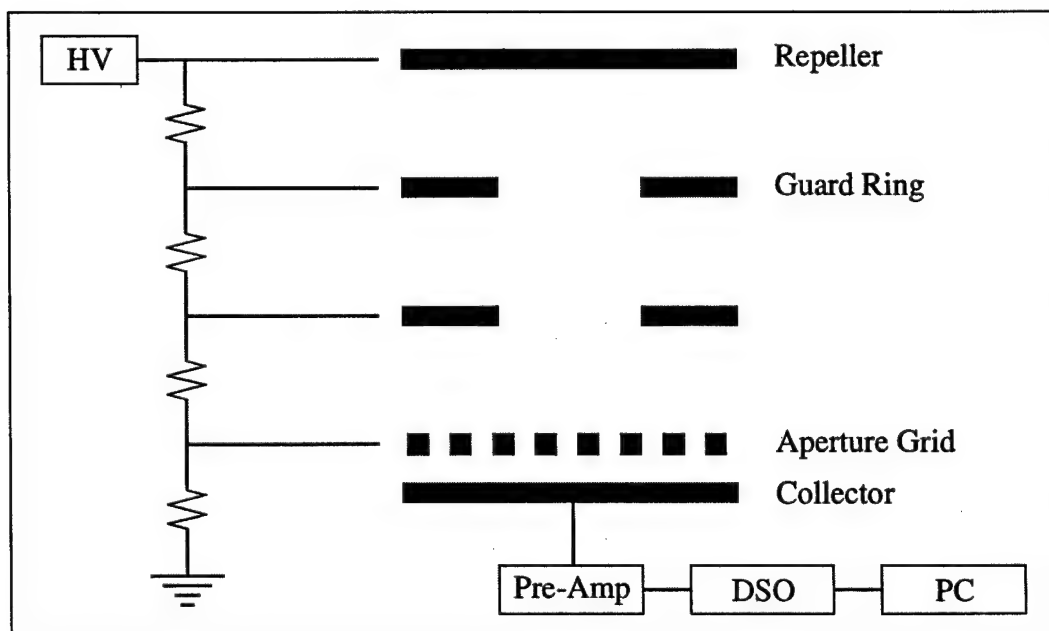 HV
Repeller
Guard Ring
Aperture Grid
Collector
Pre-Amp
DSO
PC